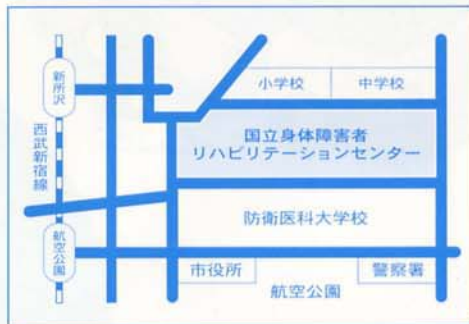 小学校
中学校
新所沢
国立身体障害者
リハビリテーションセンター
西武新宿線
防衛医科大学校
航空公園
市役所
警察署
航空公園